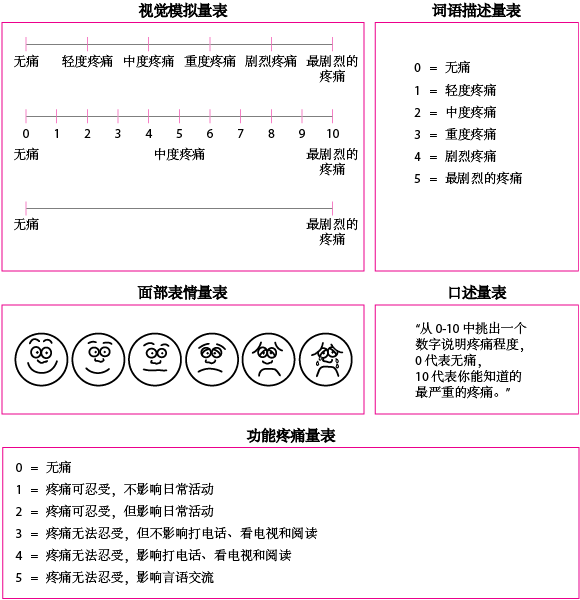 视觉模拟量表
无痛 轻度疼痛 中度疼痛 重度疼痛 剧烈疼痛 最剧烈的
疼痛
0 1 2 3 4 5 6 7 8 9 10
无痛 中度疼痛 最剧烈的
疼痛
无痛 最剧烈的
疼痛
词语描述量表
0 = 无痛
1 = 轻度疼痛
2 = 中度疼痛
3 = 重度疼痛
4 = 剧烈疼痛
5 = 最剧烈的疼痛
面部表情量表
口述量表
“从 0-10 中挑出一个
数字说明疼痛程度，
0 代表无痛，
10 代表你能知道的
最严重的疼痛。”
功能疼痛量表
0 = 无痛
1 = 疼痛可忍受，不影响日常活动
2 = 疼痛可忍受，但影响日常活动
3 = 疼痛无法忍受，但不影响打电话、看电视和阅读
4 = 疼痛无法忍受，影响打电话、看电视和阅读
5 = 疼痛无法忍受，影响言语交流